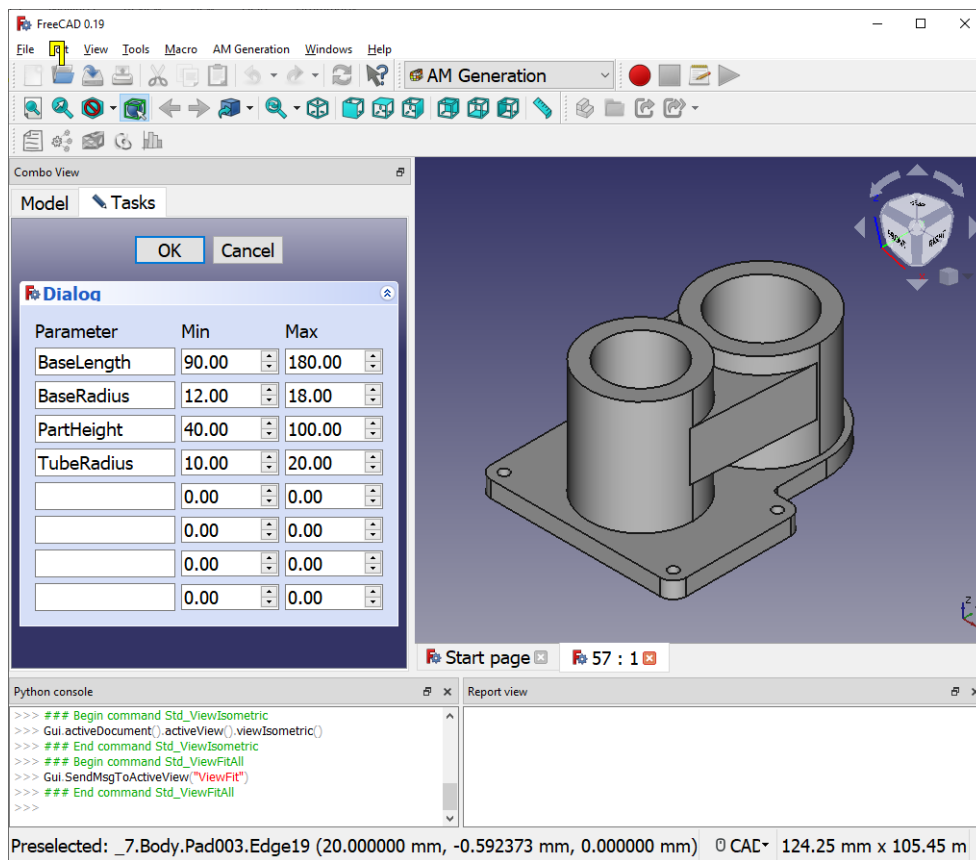 FreeCAD 0.19
File View Tools Macro AM Generation Windows Help
AM Generation
Combo View
Model Tasks
OK Cancel
Dialog
Parameter Min Max
BaseLength 90.00 180.00
BaseRadius 12.00 18.00
PartHeight 40.00 100.00
TubeRadius 10.00 20.00
0.00 0.00
0.00 0.00
0.00 0.00
0.00 0.00
FRONT RIGHT
Z
Start page 57 : 1
Python console Report view
>>> ### Begin command Std_ViewIsometric
>>> Gui.activeDocument().activeView().viewIsometric()
>>> ### End command Std_ViewIsometric
>>> ### Begin command Std_ViewFitAll
>>> Gui.SendMsgToActiveView("ViewFit")
>>> ### End command Std_ViewFitAll
>>>
Preselected: _7.Body.Pad003.Edge19 (20.000000 mm, -0.592373 mm, 0.000000 mm) CAD 124.25 mm x 105.45 m